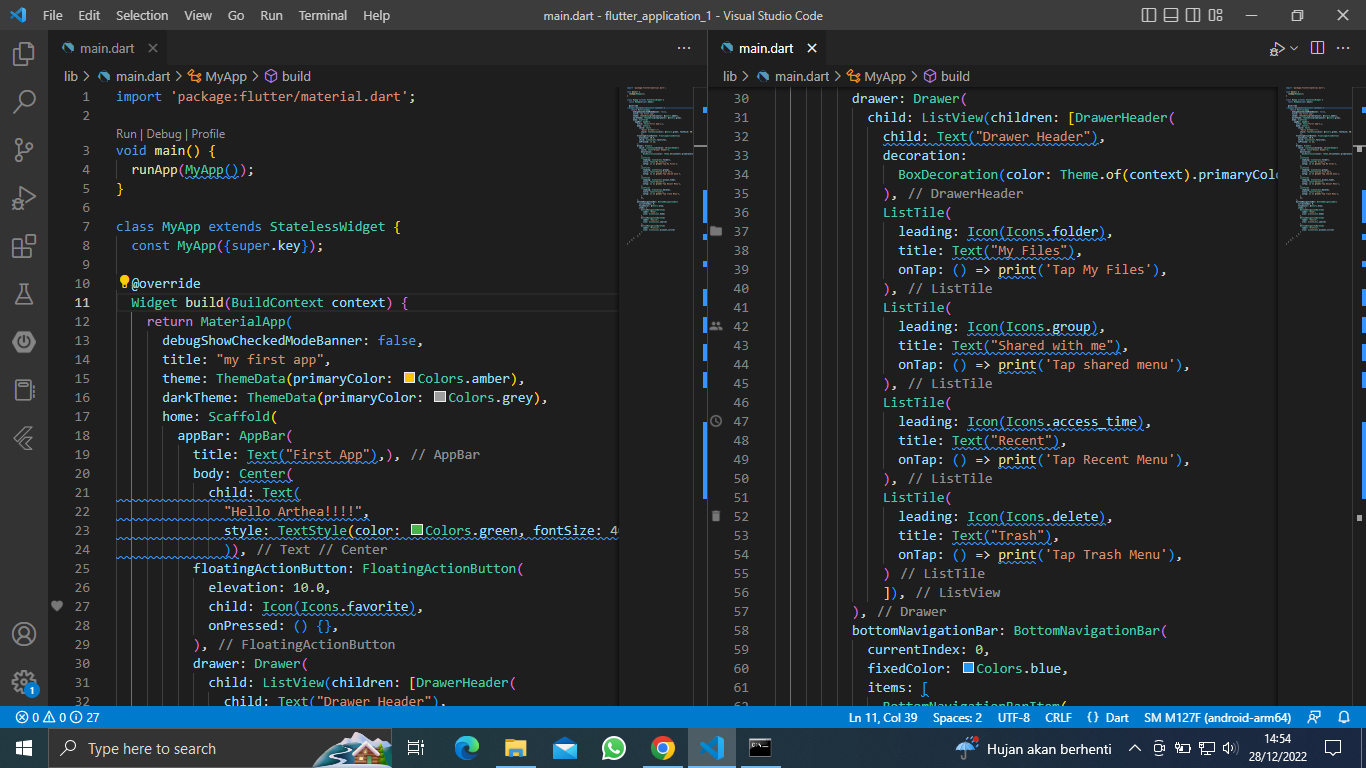 File Edit Selection View Go Run Terminal Help
main.dart - flutter_application_1 - Visual Studio Code
main.dart
lib > main.dart > MyApp > build
1 import 'package:flutter/material.dart';
2
Run | Debug | Profile
3 void main() {
4 runApp(MyApp());
5 }
6
7 class MyApp extends StatelessWidget {
8 const MyApp({super.key});
9
10 @override
11 Widget build(BuildContext context) {
12 return MaterialApp(
13 debugShowCheckedModeBanner: false,
14 title: "my first app",
15 theme: ThemeData(primaryColor: Colors.amber),
16 darkTheme: ThemeData(primaryColor: Colors.grey),
17 home: Scaffold(
18 appBar: AppBar(
19 title: Text("First App"),), // AppBar
20 body: Center(
21 child: Text(
22 "Hello Arthea!!!!",
23 style: TextStyle(color: Colors.green, fontSize: 4
24 )), // Text // Center
25 floatingActionButton: FloatingActionButton(
26 elevation: 10.0,
27 child: Icon(Icons.favorite),
28 onPressed: () {},
29 ), // FloatingActionButton
30 drawer: Drawer(
31 child: ListView(children: [DrawerHeader(
32 child: Text("Drawer Header"),
main.dart
lib > main.dart > MyApp > build
30 drawer: Drawer(
31 child: ListView(children: [DrawerHeader(
32 child: Text("Drawer Header"),
33 decoration:
34 BoxDecoration(color: Theme.of(context).primaryColo
35 ), // DrawerHeader
36 ListTile(
37 leading: Icon(Icons.folder),
38 title: Text("My Files"),
39 onTap: () => print('Tap My Files'),
40 ), // ListTile
41 ListTile(
42 leading: Icon(Icons.group),
43 title: Text("Shared with me"),
44 onTap: () => print('Tap shared menu'),
45 ), // ListTile
46 ListTile(
47 leading: Icon(Icons.access_time),
48 title: Text("Recent"),
49 onTap: () => print('Tap Recent Menu'),
50 ), // ListTile
51 ListTile(
52 leading: Icon(Icons.delete),
53 title: Text("Trash"),
54 onTap: () => print('Tap Trash Menu'),
55 ) // ListTile
56 ]), // ListView
57 ), // Drawer
58 bottomNavigationBar: BottomNavigationBar(
59 currentIndex: 0,
60 fixedColor: Colors.blue,
61 items: [
62 BottomNavigationBarItem(
1
0 0 27
Ln 11, Col 39 Spaces: 2 UTF-8 CRLF {} Dart SM M127F (android-arm64)
Type here to search
Hujan akan berhenti
14:54
28/12/2022